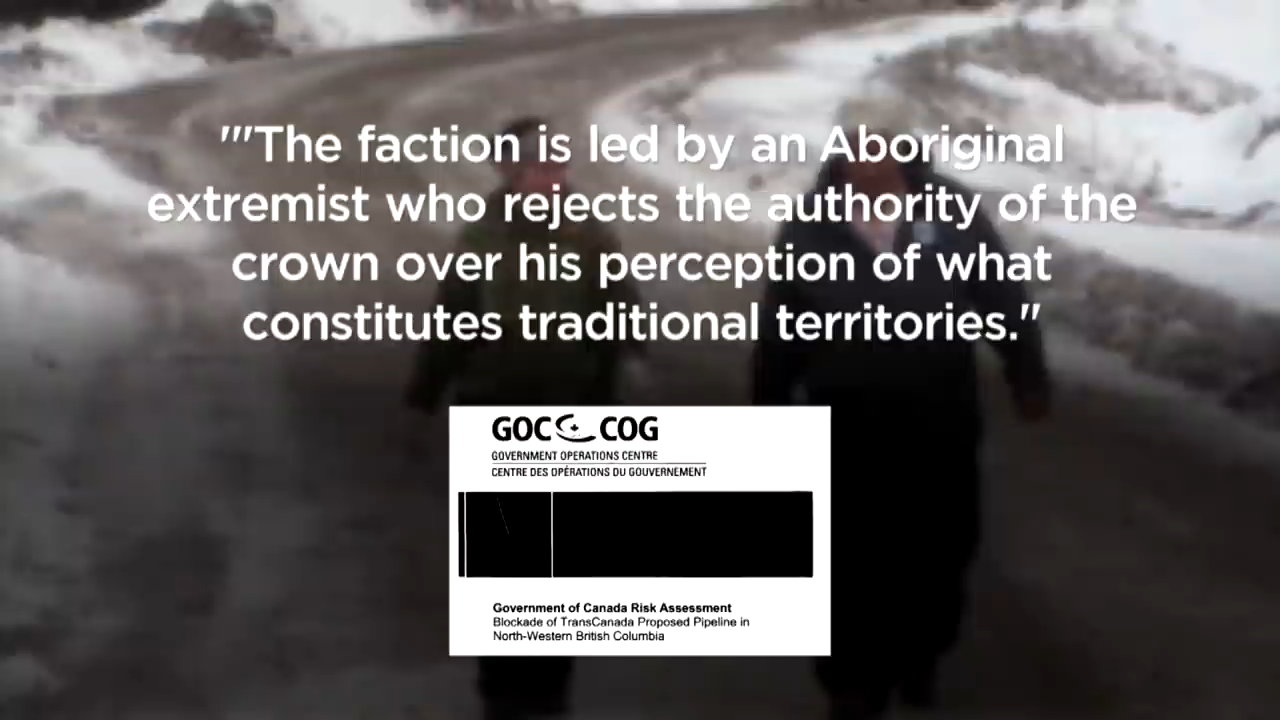 "'"The faction is led by an Aboriginal
extremist who rejects the authority of the
crown over his perception of what
constitutes traditional territories."
GOC COG
GOVERNMENT OPERATIONS CENTRE
CENTRE DES OPÉRATIONS DU GOUVERNEMENT
Government of Canada Risk Assessment
Blockade of TransCanada Proposed Pipeline in
North-Western British Columbia